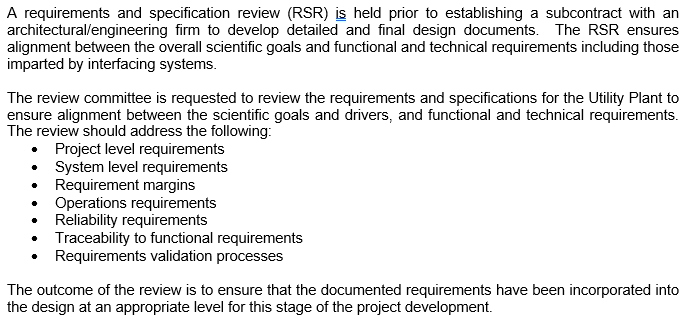 A requirements and specification review (RSR) is held prior to establishing a subcontract with an
architectural/engineering firm to develop detailed and final design documents. The RSR ensures
alignment between the overall scientific goals and functional and technical requirements including those
imparted by interfacing systems.
The review committee is requested to review the requirements and specifications for the Utility Plant to
ensure alignment between the scientific goals and drivers, and functional and technical requirements.
The review should address the following:
• Project level requirements
• System level requirements
• Requirement margins
• Operations requirements
• Reliability requirements
• Traceability to functional requirements
• Requirements validation processes
The outcome of the review is to ensure that the documented requirements have been incorporated into
the design at an appropriate level for this stage of the project development.